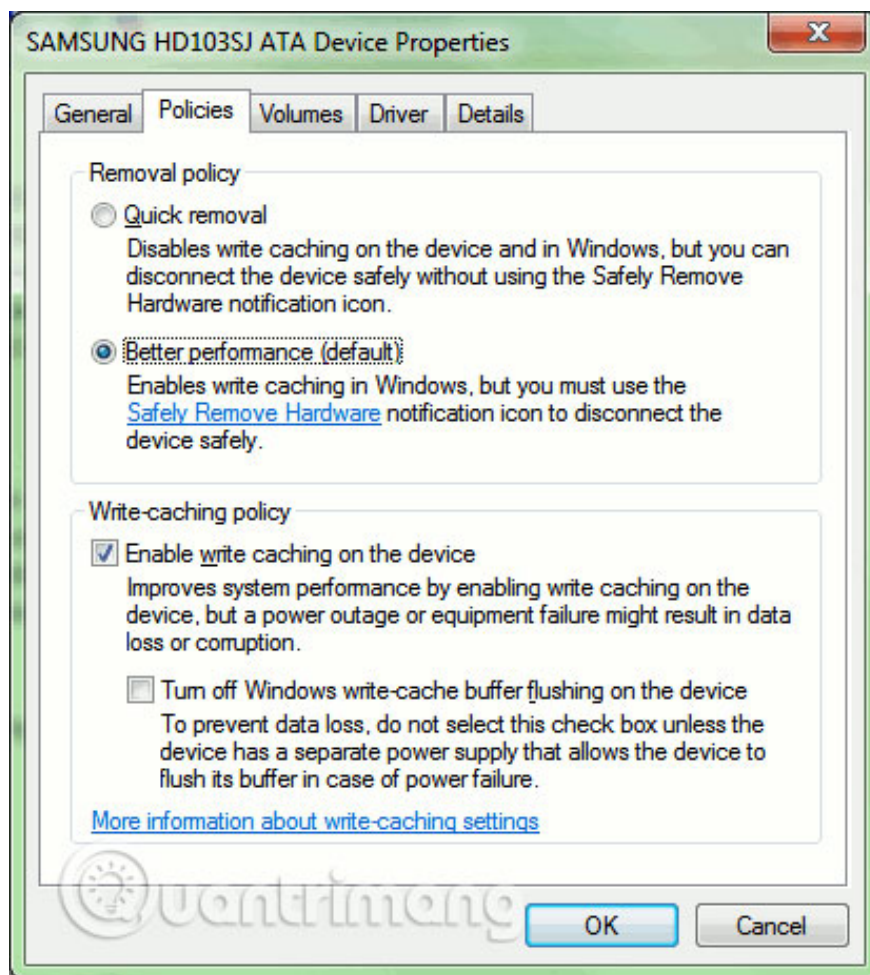 SAMSUNG HD103SJ ATA Device Properties
General Policies Volumes Driver Details
Removal policy
Quick removal
Disables write caching on the device and in Windows, but you can
disconnect the device safely without using the Safely Remove
Hardware notification icon.
Better performance (default)
Enables write caching in Windows, but you must use the
Safely Remove Hardware notification icon to disconnect the
device safely.
Write-caching policy
Enable write caching on the device
Improves system performance by enabling write caching on the
device, but a power outage or equipment failure might result in data
loss or corruption.
Turn off Windows write-cache buffer flushing on the device
To prevent data loss, do not select this check box unless the
device has a separate power supply that allows the device to
flush its buffer in case of power failure.
More information about write-caching settings
Quantrimang
OK Cancel